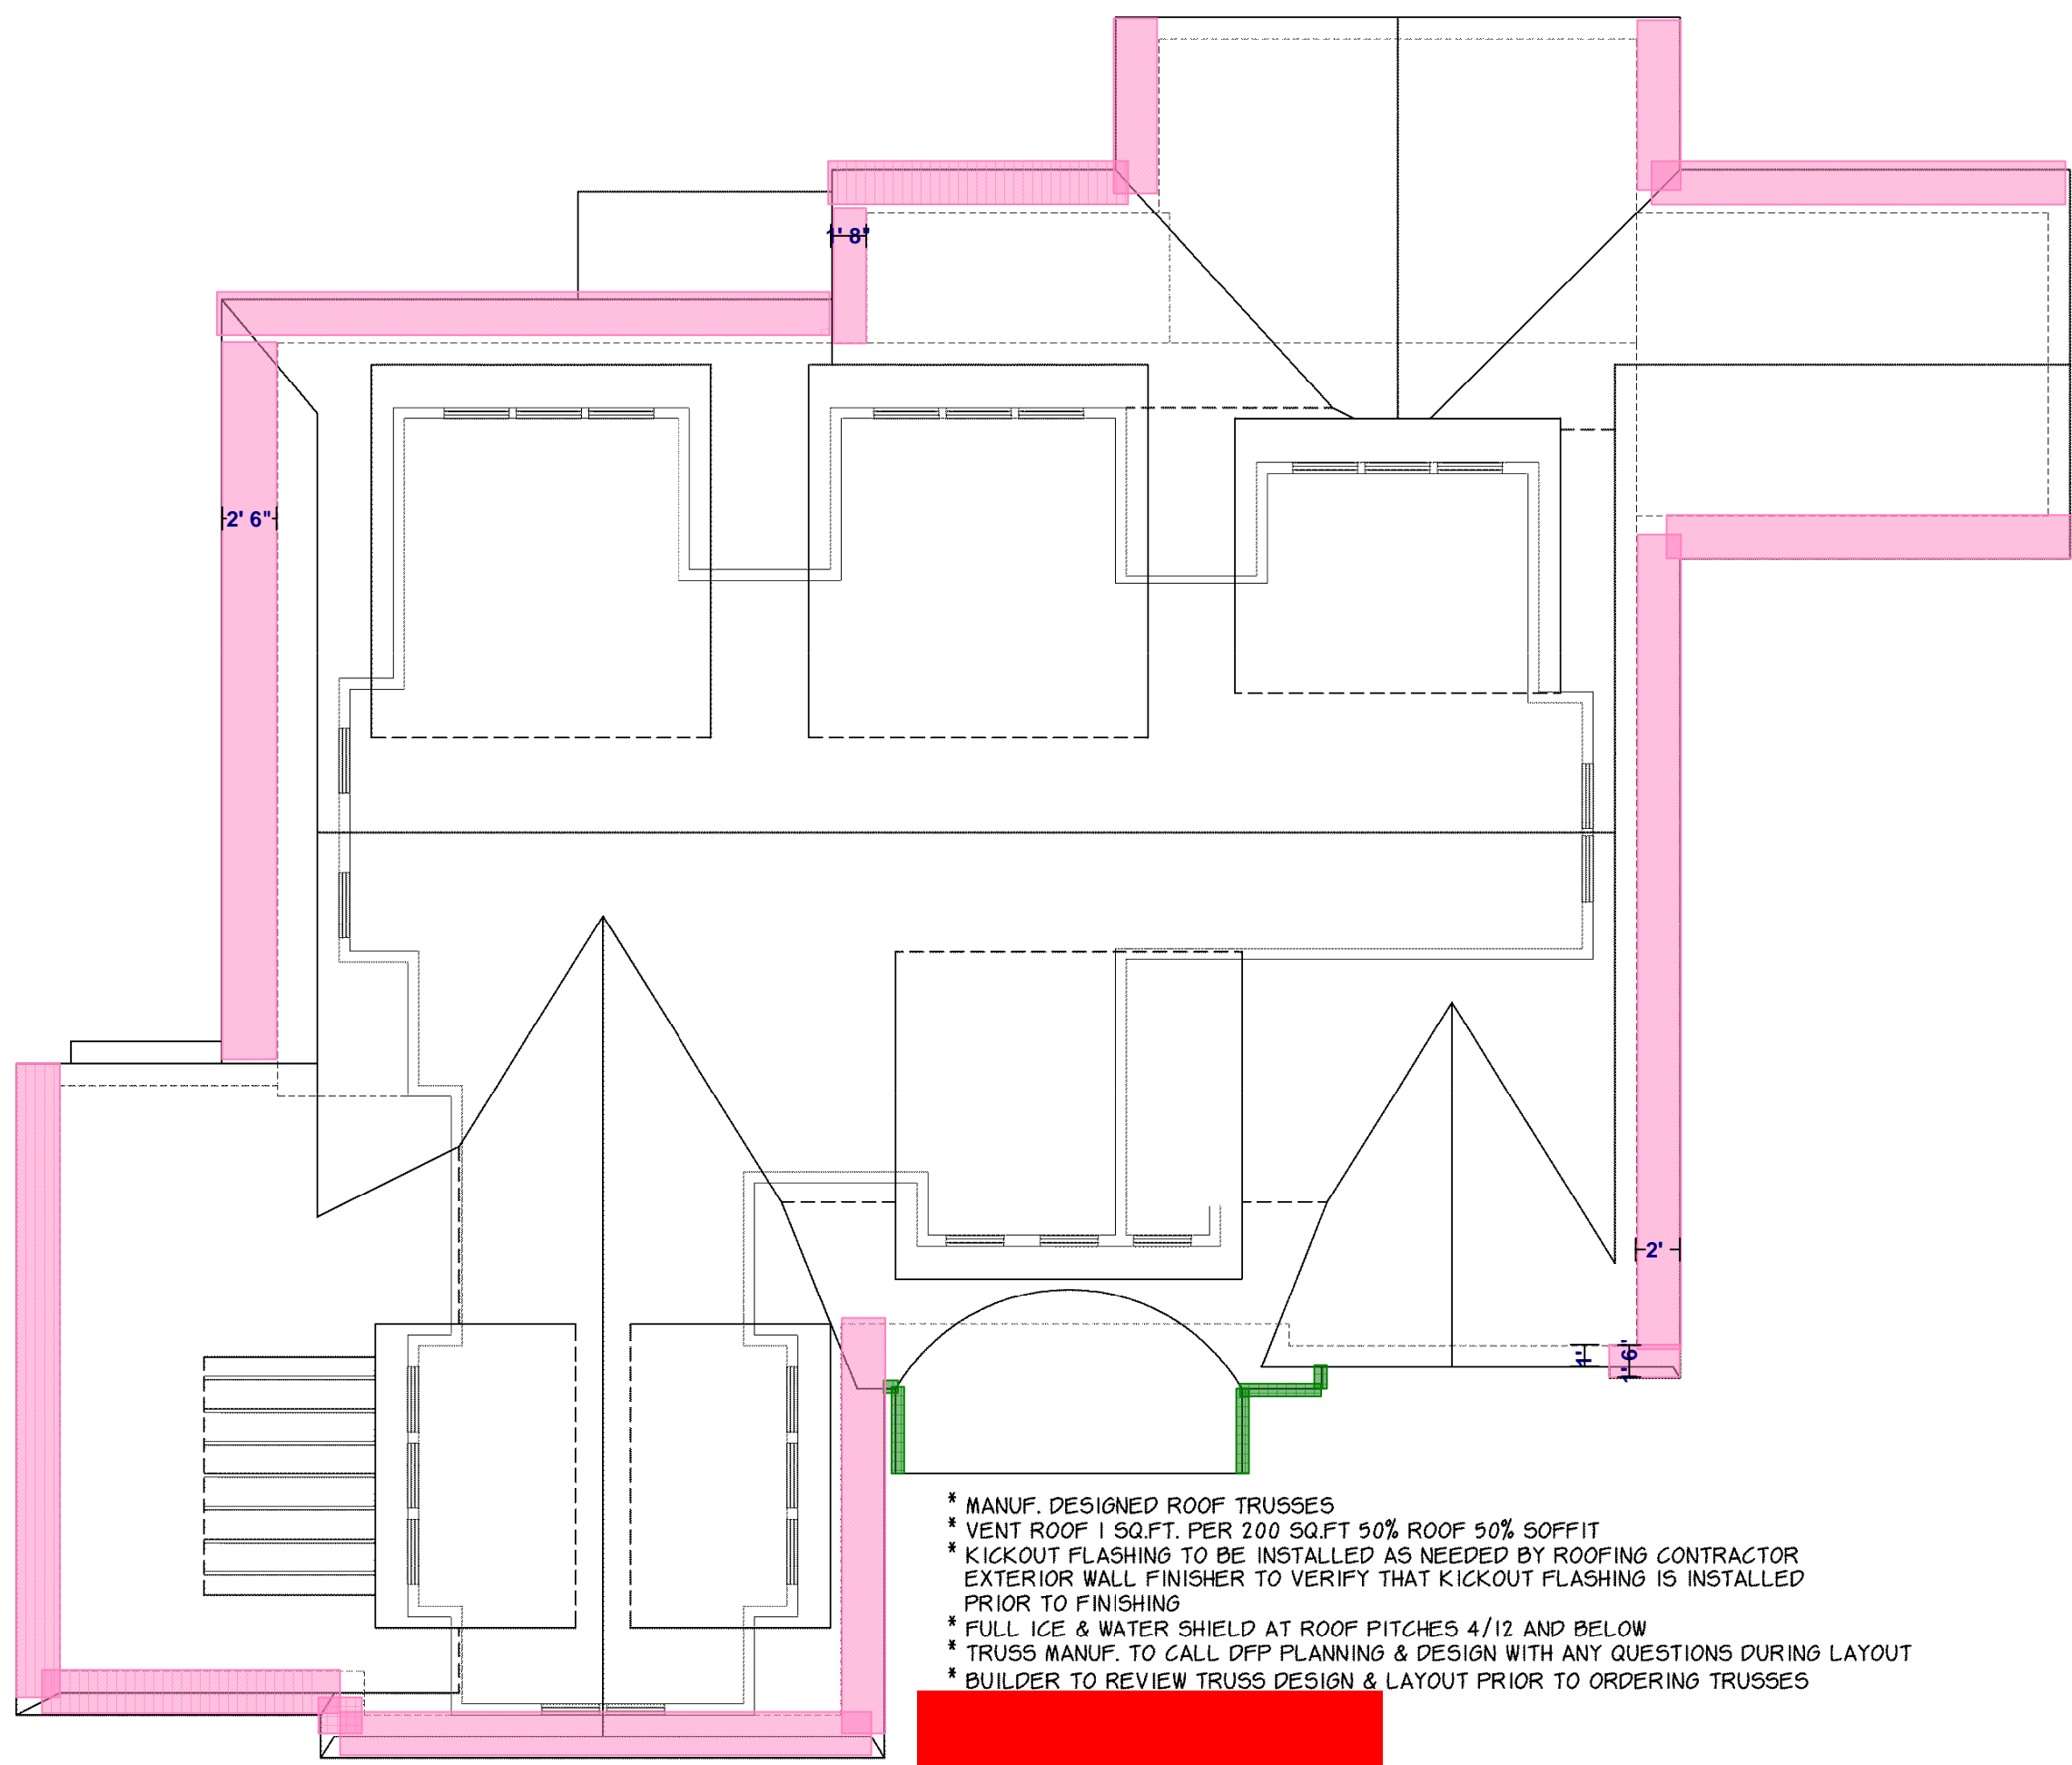 1' 8"
2' 6"
2'
1'
1' 6"
* MANUF. DESIGNED ROOF TRUSSES
* VENT ROOF 1 SQ.FT. PER 200 SQ.FT 50% ROOF 50% SOFFIT
* KICKOUT FLASHING TO BE INSTALLED AS NEEDED BY ROOFING CONTRACTOR
EXTERIOR WALL FINISHER TO VERIFY THAT KICKOUT FLASHING IS INSTALLED
PRIOR TO FINISHING
* FULL ICE & WATER SHIELD AT ROOF PITCHES 4/12 AND BELOW
* TRUSS MANUF. TO CALL DFP PLANNING & DESIGN WITH ANY QUESTIONS DURING LAYOUT
* BUILDER TO REVIEW TRUSS DESIGN & LAYOUT PRIOR TO ORDERING TRUSSES